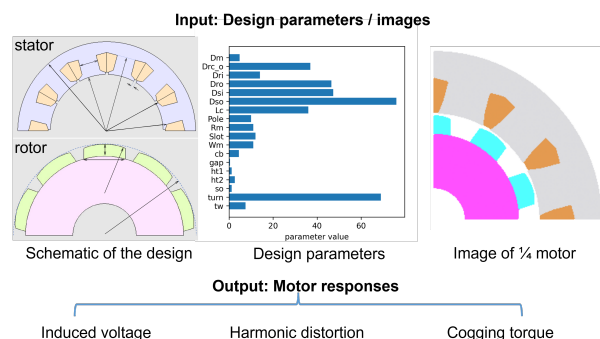 Input: Design parameters / images
stator
rotor
Schematic of the design
Dm
Drc_o
Dri
Dro
Dsi
Dso
Lc
Pole
Rm
Slot
Wm
cb
gap
ht1
ht2
so
turn
tw
0 20 40 60
parameter value
Design parameters
Image of ¼ motor
Output: Motor responses
Induced voltage
Harmonic distortion
Cogging torque